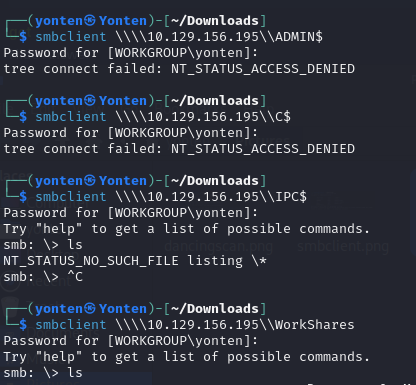 ┌──(yonten㉿Yonten)-[~/Downloads]
└─$ smbclient \\\\10.129.156.195\\ADMIN$
Password for [WORKGROUP\yonten]:
tree connect failed: NT_STATUS_ACCESS_DENIED
┌──(yonten㉿Yonten)-[~/Downloads]
└─$ smbclient \\\\10.129.156.195\\C$
Password for [WORKGROUP\yonten]:
tree connect failed: NT_STATUS_ACCESS_DENIED
┌──(yonten㉿Yonten)-[~/Downloads]
└─$ smbclient \\\\10.129.156.195\\IPC$
Password for [WORKGROUP\yonten]:
Try "help" to get a list of possible commands.
smb: \> ls
NT_STATUS_NO_SUCH_FILE listing \*
smb: \> ^C
┌──(yonten㉿Yonten)-[~/Downloads]
└─$ smbclient \\\\10.129.156.195\\WorkShares
Password for [WORKGROUP\yonten]:
Try "help" to get a list of possible commands.
smb: \> ls